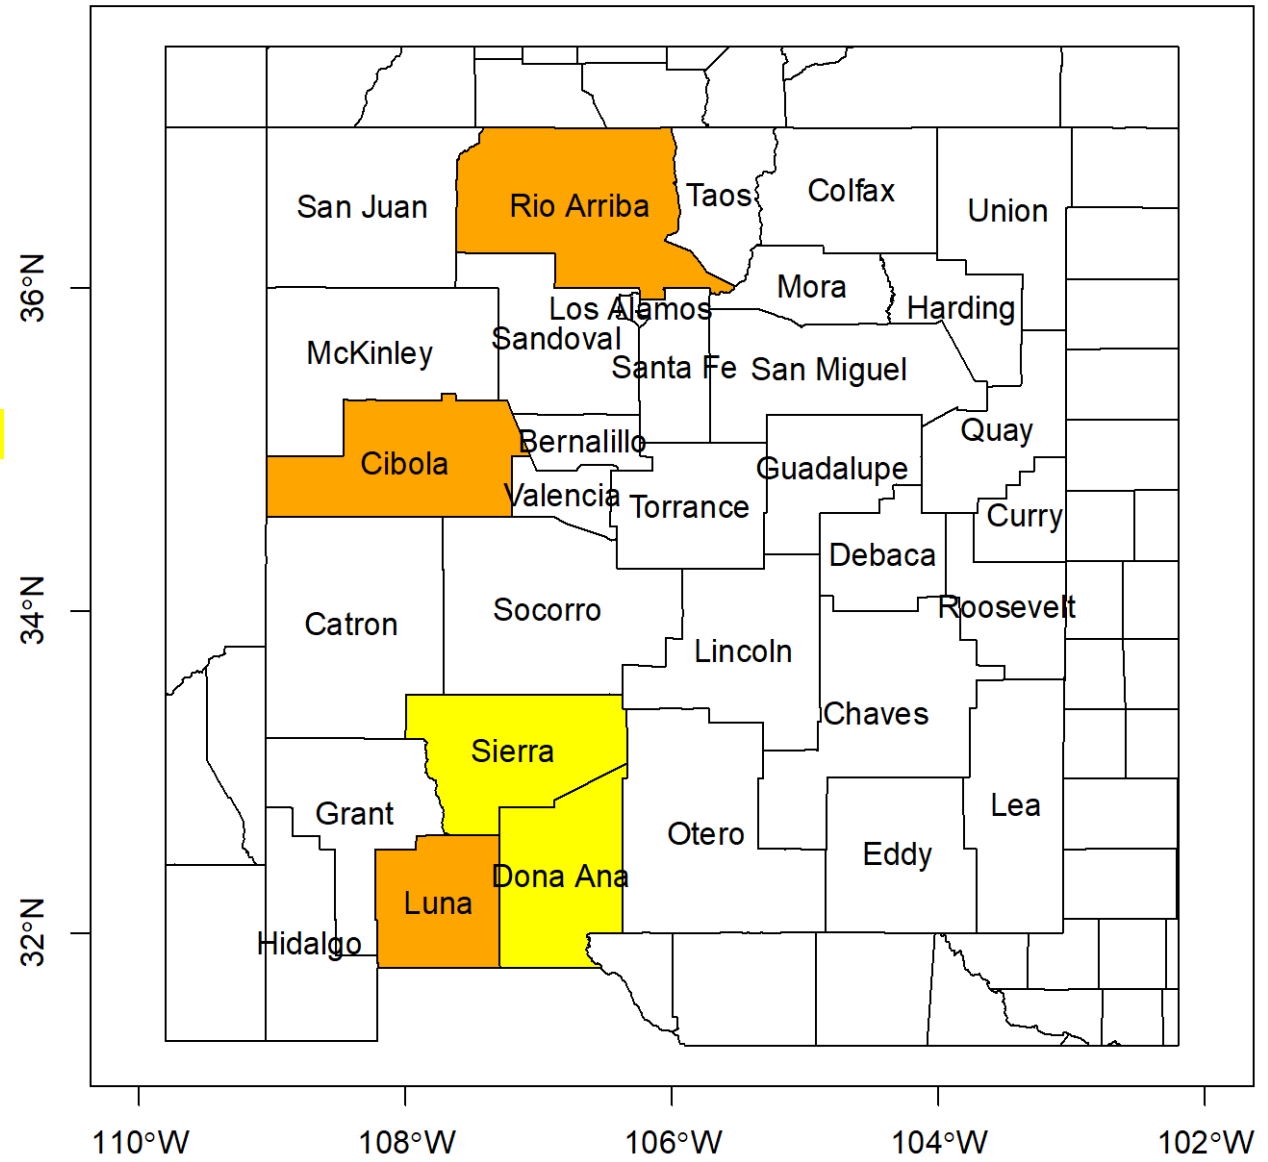 San Juan
Rio Arriba
Taos
Colfax
Union
Mora
Harding
Los Alamos
Sandoval
McKinley
Santa Fe
San Miguel
Quay
Bernalillo
Cibola
Guadalupe
Valencia
Torrance
Curry
Debaca
Roosevelt
Socorro
Catron
Lincoln
Chaves
Sierra
Grant
Lea
Otero
Eddy
Dona Ana
Luna
Hidalgo
36°N
34°N
32°N
110°W
108°W
106°W
104°W
102°W